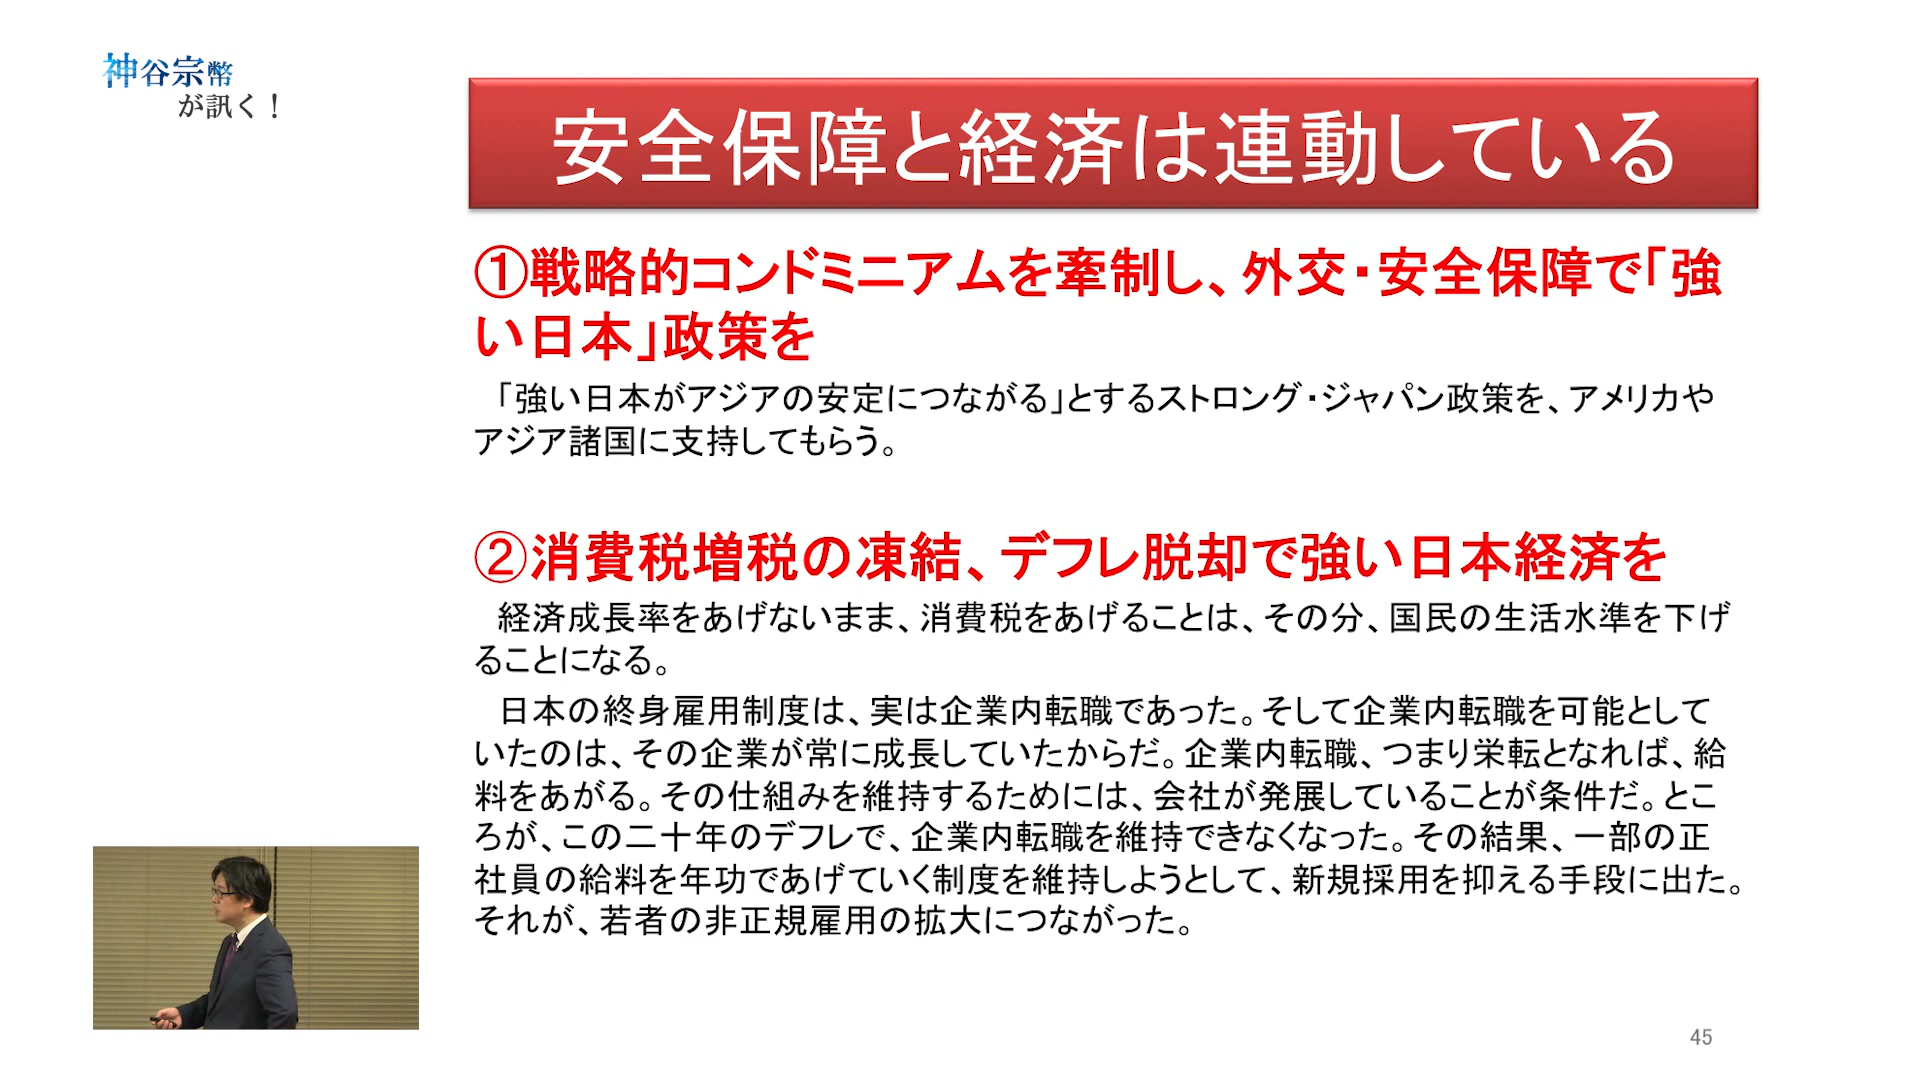 神谷宗幣
が訊く！
安全保障と経済は連動している
①戦略的コンドミニアムを牽制し、外交・安全保障で「強
い日本」政策を
「強い日本がアジアの安定につながる」とするストロング・ジャパン政策を、アメリカや
アジア諸国に支持してもらう。
②消費税増税の凍結、デフレ脱却で強い日本経済を
経済成長率をあげないまま、消費税をあげることは、その分、国民の生活水準を下げ
ることになる。
日本の終身雇用制度は、実は企業内転職であった。そして企業内転職を可能として
いたのは、その企業が常に成長していたからだ。企業内転職、つまり栄転となれば、給
料をあがる。その仕組みを維持するためには、会社が発展していることが条件だ。とこ
ろが、この二十年のデフレで、企業内転職を維持できなくなった。その結果、一部の正
社員の給料を年功であげていく制度を維持しようとして、新規採用を抑える手段に出た。
それが、若者の非正規雇用の拡大につながった。
45